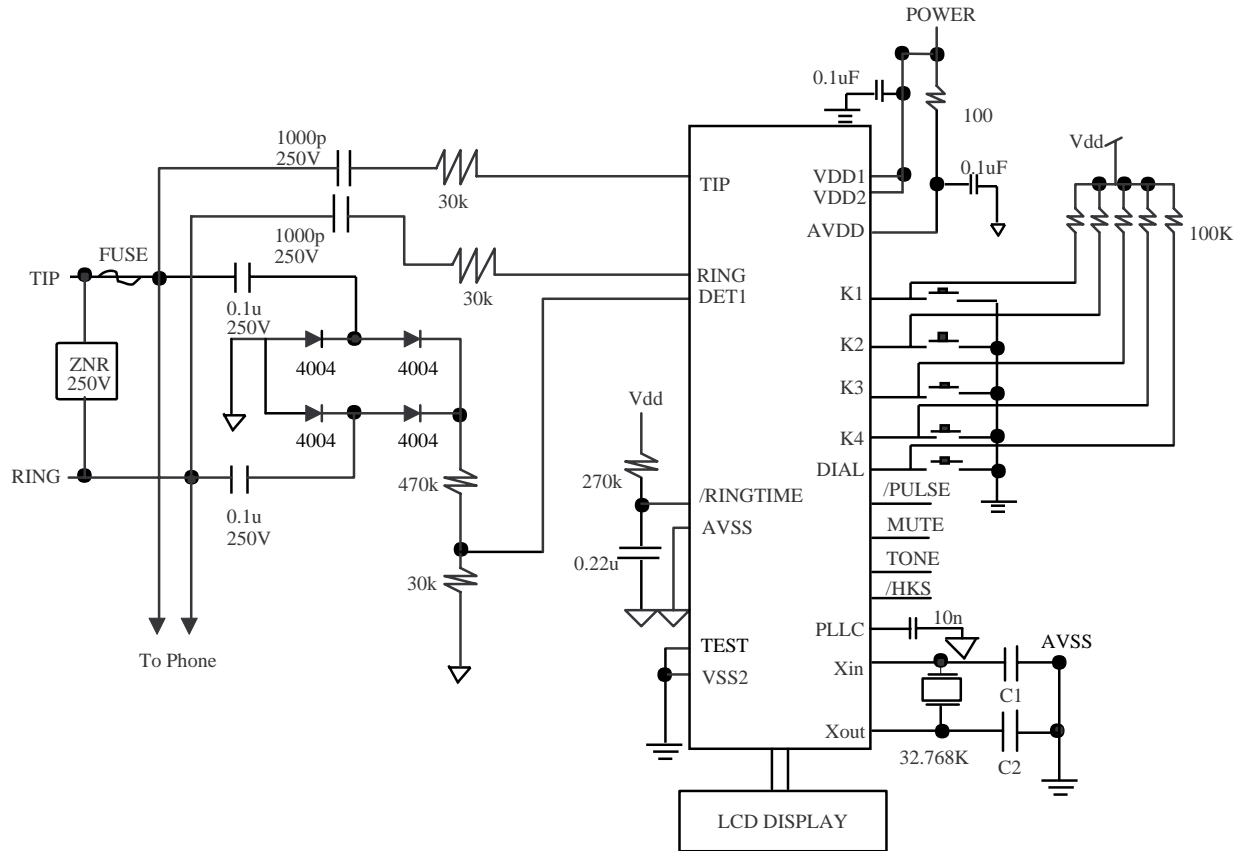 POWER
0.1uF
100
1000p
250V
Vdd
0.1uF
TIP
VDD1
VDD2
30k
1000p
250V
AVDD
100K
FUSE
TIP
RING
30k
DET1
K1
0.1u
250V
K2
ZNR
250V
4004
4004
K3
Vdd
4004
4004
K4
RING
DIAL
470k
270k
/RINGTIME
/PULSE
0.1u
250V
AVSS
MUTE
0.22u
TONE
30k
/HKS
10n
PLLC
To Phone
TEST
AVSS
Xin
VSS2
C1
Xout
32.768K
C2
LCD DISPLAY